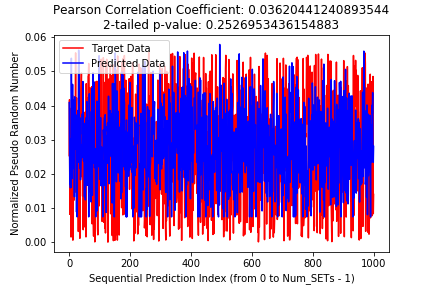 Pearson Correlation Coefficient: 0.03620441240893544
2-tailed p-value: 0.2526953436154883
Target Data
Predicted Data
Normalized Pseudo Random Number
0.06
0.05
0.04
0.03
0.02
0.01
0.00
0 200 400 600 800 1000
Sequential Prediction Index (from 0 to Num_SETs - 1)